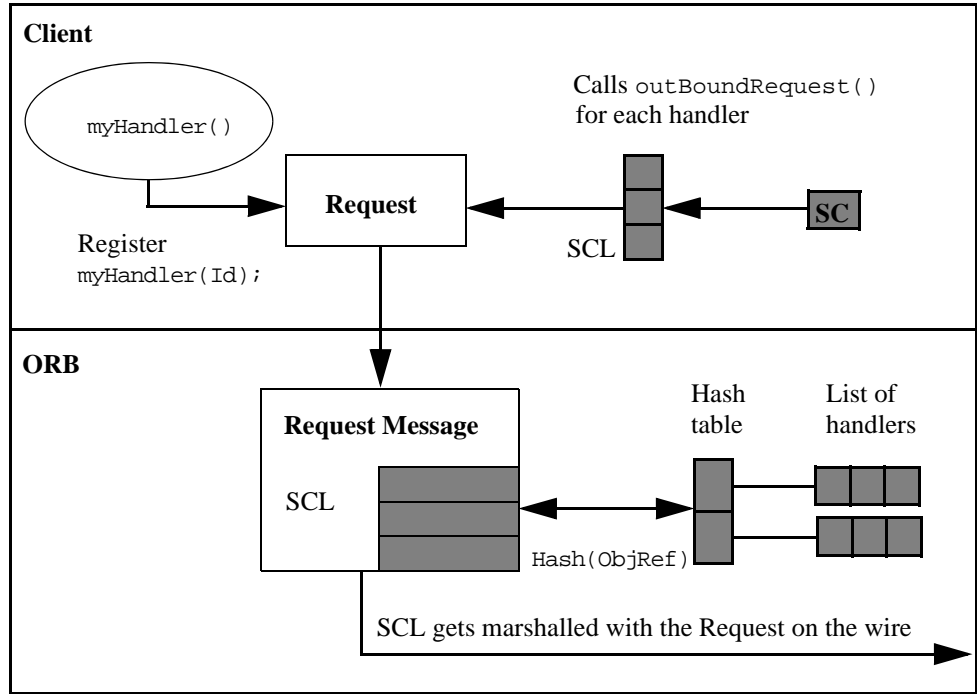 Client
myHandler()
Calls outBoundRequest()
for each handler
Request
SC
SCL
Register
myHandler(Id);
ORB
Request Message
SCL
Hash
table
List of
handlers
Hash(ObjRef)
SCL gets marshalled with the Request on the wire